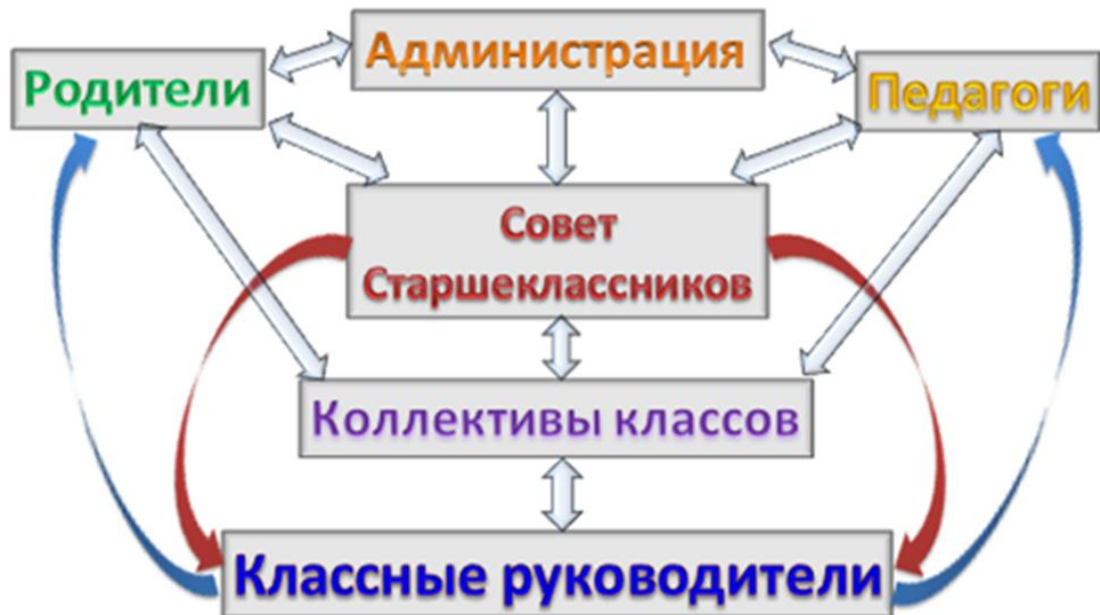 Администрация
Родители
Педагоги
Совет
Старшеклассников
Коллективы классов
Классные руководители